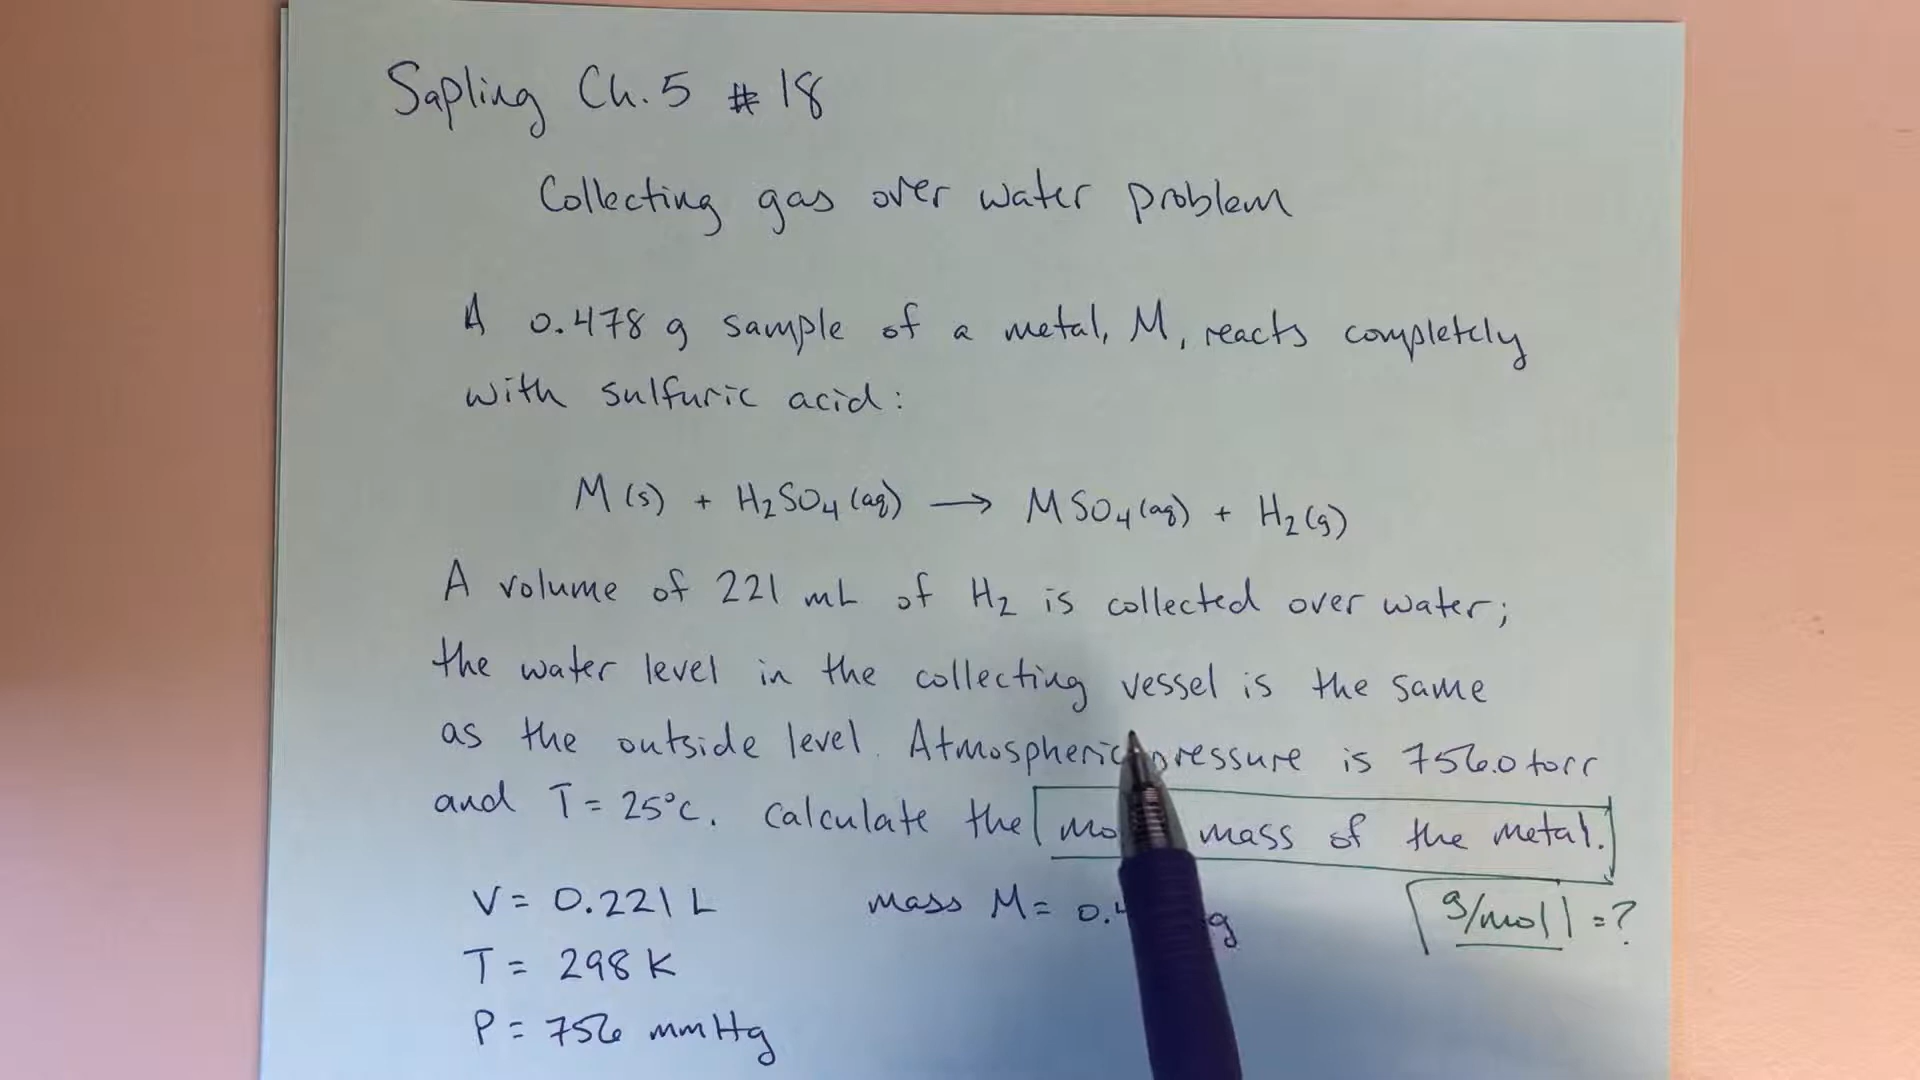 Sapling Ch. 5 # 18
Collecting gas over water problem
A 0.478 g sample of a metal, M, reacts completely
with sulfuric acid:
M (s) + H₂SO₄ (aq) → MSO₄ (aq) + H₂ (g)
A volume of 221 mL of H₂ is collected over water;
the water level in the collecting vessel is the same
as the outside level. Atmospheric pressure is 756.0 torr
and T = 25°C. Calculate the mass of the metal.
V = 0.221 L mass M = g g/mol = ?
T = 298 K
P = 756 mmHg